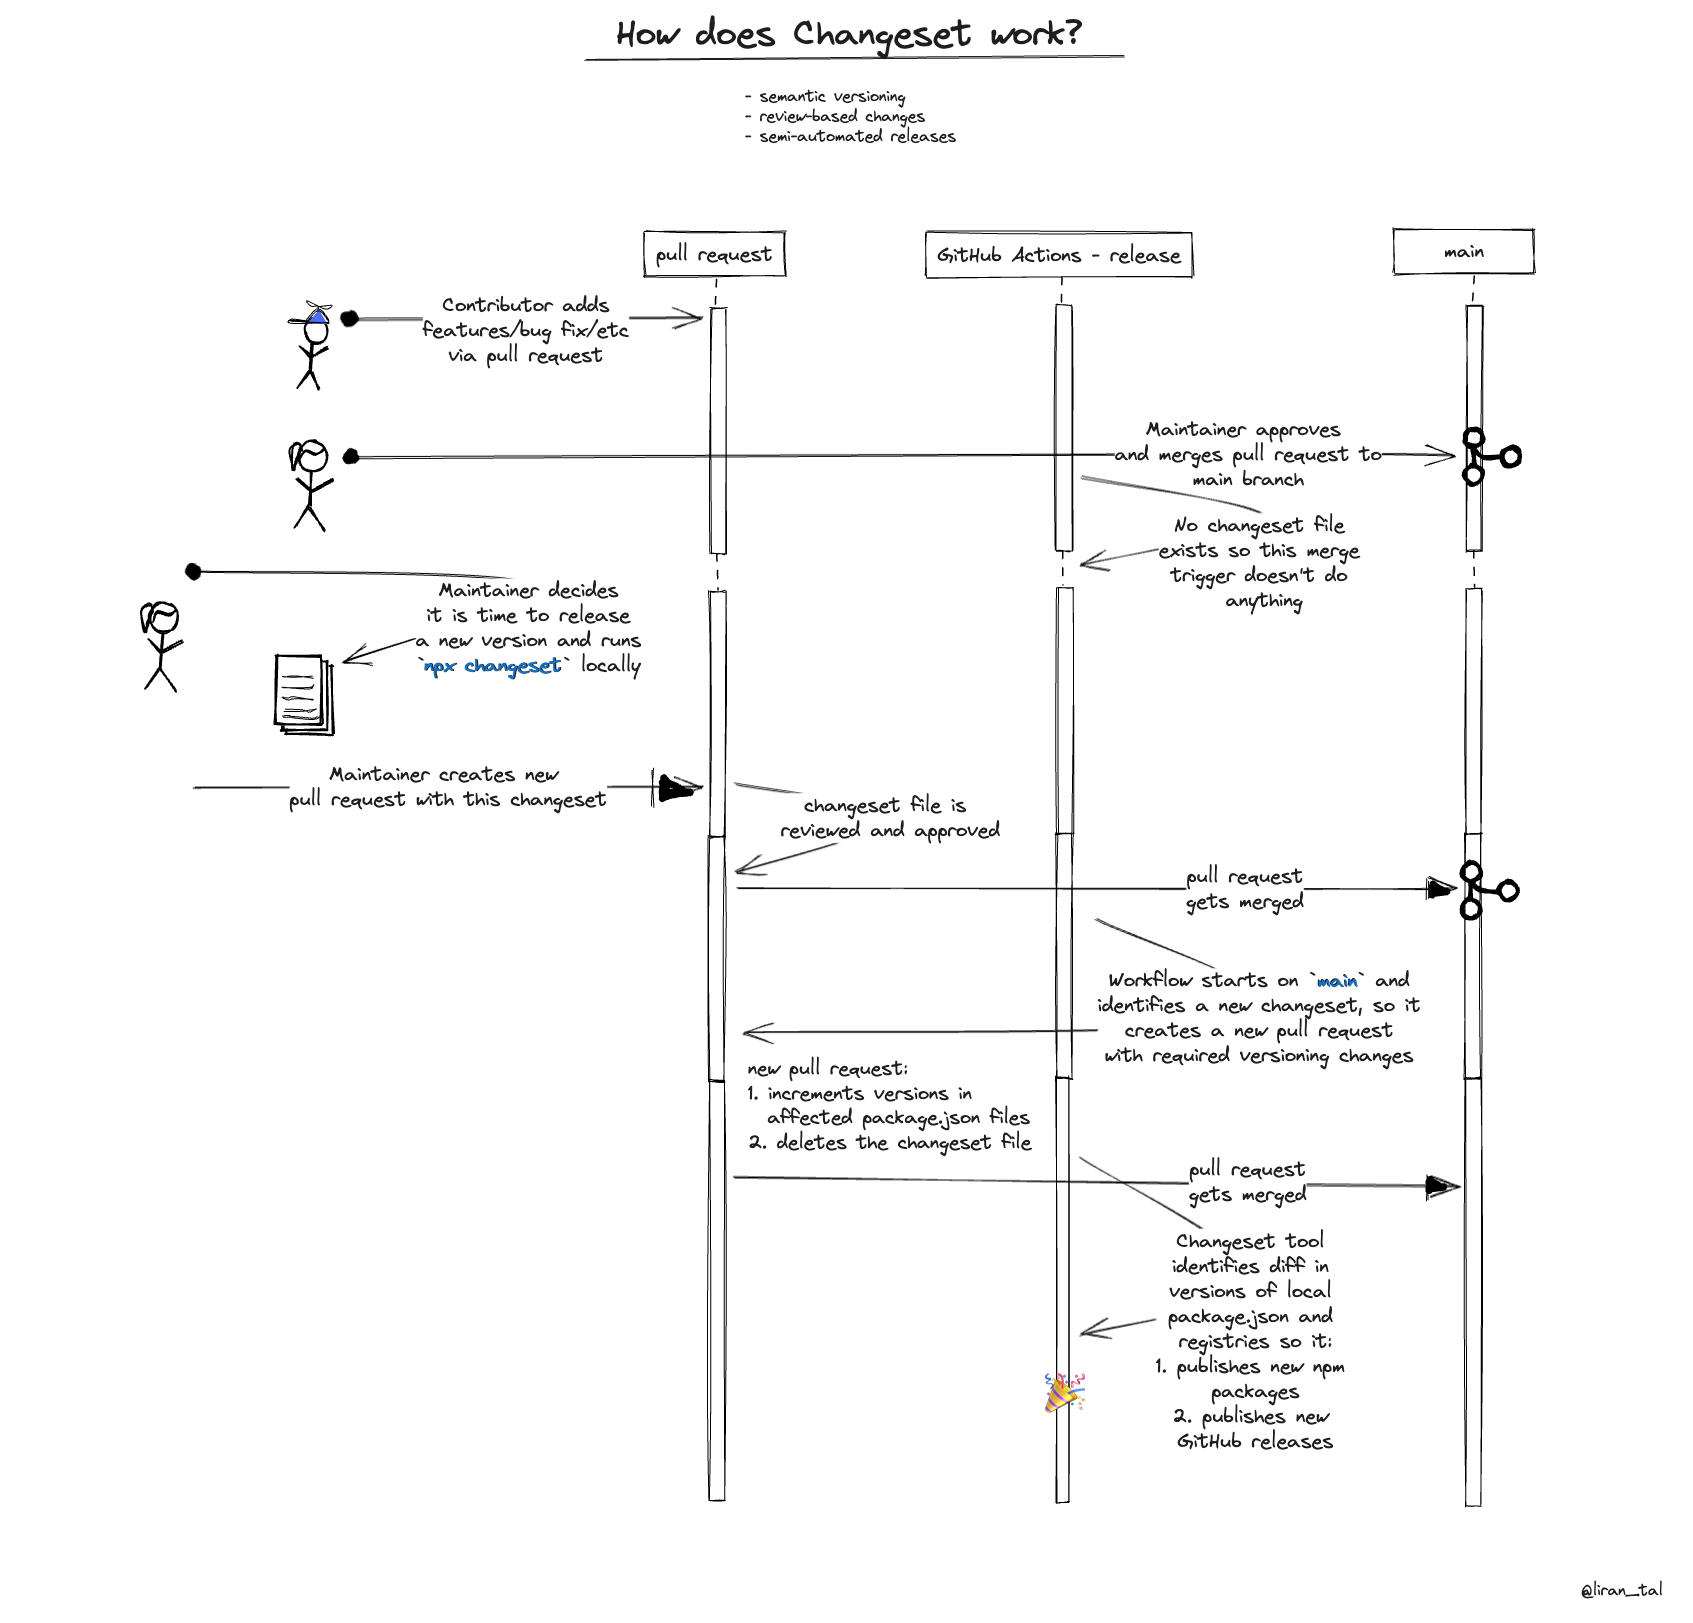 How does Changeset work?
- semantic versioning
- review-based changes
- semi-automated releases
pull request
GitHub Actions - release
main
Contributor adds
features/bug fix/etc
via pull request
Maintainer approves
and merges pull request to
main branch
No changeset file
exists so this merge
trigger doesn't do
anything
Maintainer decides
it is time to release
a new version and runs
`npx changeset` locally
Maintainer creates new
pull request with this changeset
changeset file is
reviewed and approved
pull request
gets merged
Workflow starts on `main` and
identifies a new changeset, so it
creates a new pull request
with required versioning changes
new pull request:
1. increments versions in
affected package.json files
2. deletes the changeset file
pull request
gets merged
Changeset tool
identifies diff in
versions of local
package.json and
registries so it:
1. publishes new npm
packages
2. publishes new
GitHub releases
@liran_tal